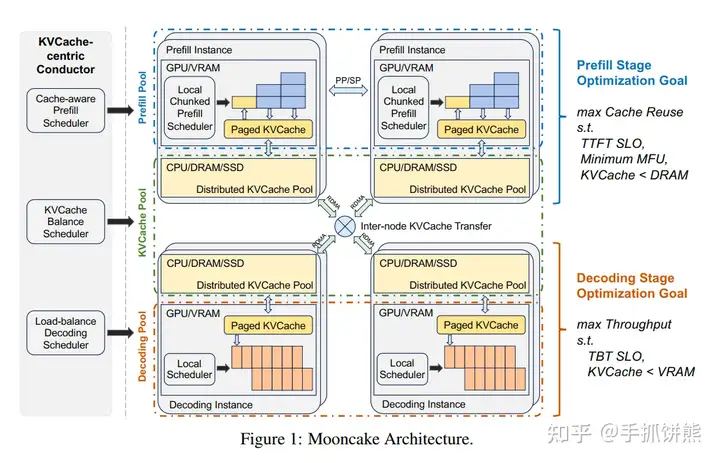 KVCache-
centric
Conductor
Cache-aware
Prefill
Scheduler
KVCache
Balance
Scheduler
Load-balance
Decoding
Scheduler
Prefill Pool
KVCache Pool
Decoding Pool
Prefill Instance
GPU/VRAM
Local
Chunked
Prefill
Scheduler
Paged KVCache
CPU/DRAM/SSD
Distributed KVCache Pool
PP/SP
Prefill Instance
GPU/VRAM
Local
Chunked
Prefill
Scheduler
Paged KVCache
CPU/DRAM/SSD
Distributed KVCache Pool
RDMA
RDMA
Inter-node KVCache Transfer
RDMA
RDMA
CPU/DRAM/SSD
Distributed KVCache Pool
GPU/VRAM
Paged KVCache
Local
Scheduler
Decoding Instance
CPU/DRAM/SSD
Distributed KVCache Pool
GPU/VRAM
Paged KVCache
Local
Scheduler
Decoding Instance
Prefill Stage
Optimization Goal
max Cache Reuse
s.t.
TTFT SLO,
Minimum MFU,
KVCache < DRAM
Decoding Stage
Optimization Goal
max Throughput
s.t.
TBT SLO,
KVCache < VRAM
Figure 1: Mooncake Architecture.
知乎 @手抓饼熊